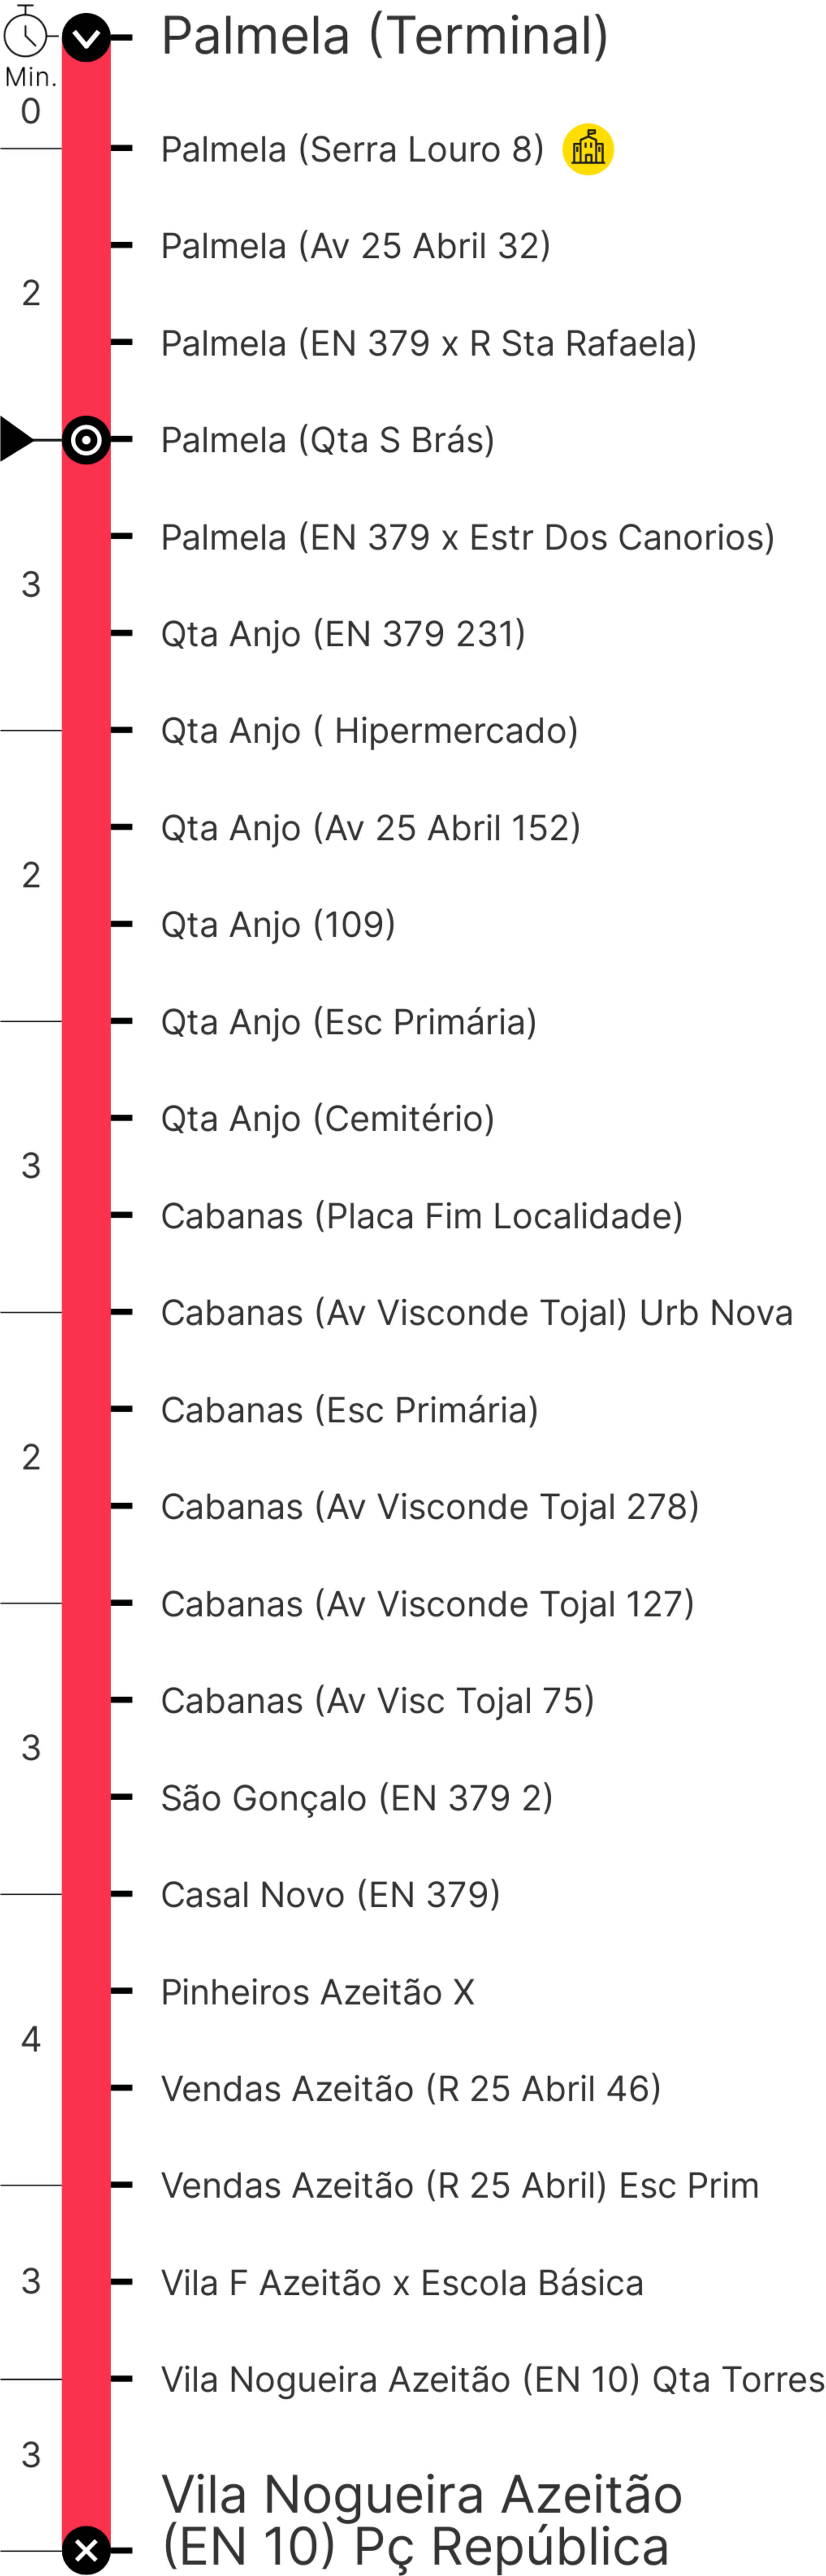 Palmela (Terminal)
Min.
0
Palmela (Serra Louro 8)
Palmela (Av 25 Abril 32)
2
Palmela (EN 379 x R Sta Rafaela)
Palmela (Qta S Brás)
Palmela (EN 379 x Estr Dos Canorios)
3
Qta Anjo (EN 379 231)
Qta Anjo ( Hipermercado)
Qta Anjo (Av 25 Abril 152)
2
Qta Anjo (109)
Qta Anjo (Esc Primária)
Qta Anjo (Cemitério)
3
Cabanas (Placa Fim Localidade)
Cabanas (Av Visconde Tojal) Urb Nova
Cabanas (Esc Primária)
2
Cabanas (Av Visconde Tojal 278)
Cabanas (Av Visconde Tojal 127)
Cabanas (Av Visc Tojal 75)
3
São Gonçalo (EN 379 2)
Casal Novo (EN 379)
Pinheiros Azeitão X
4
Vendas Azeitão (R 25 Abril 46)
Vendas Azeitão (R 25 Abril) Esc Prim
3
Vila F Azeitão x Escola Básica
Vila Nogueira Azeitão (EN 10) Qta Torres
3
Vila Nogueira Azeitão
(EN 10) Pç República